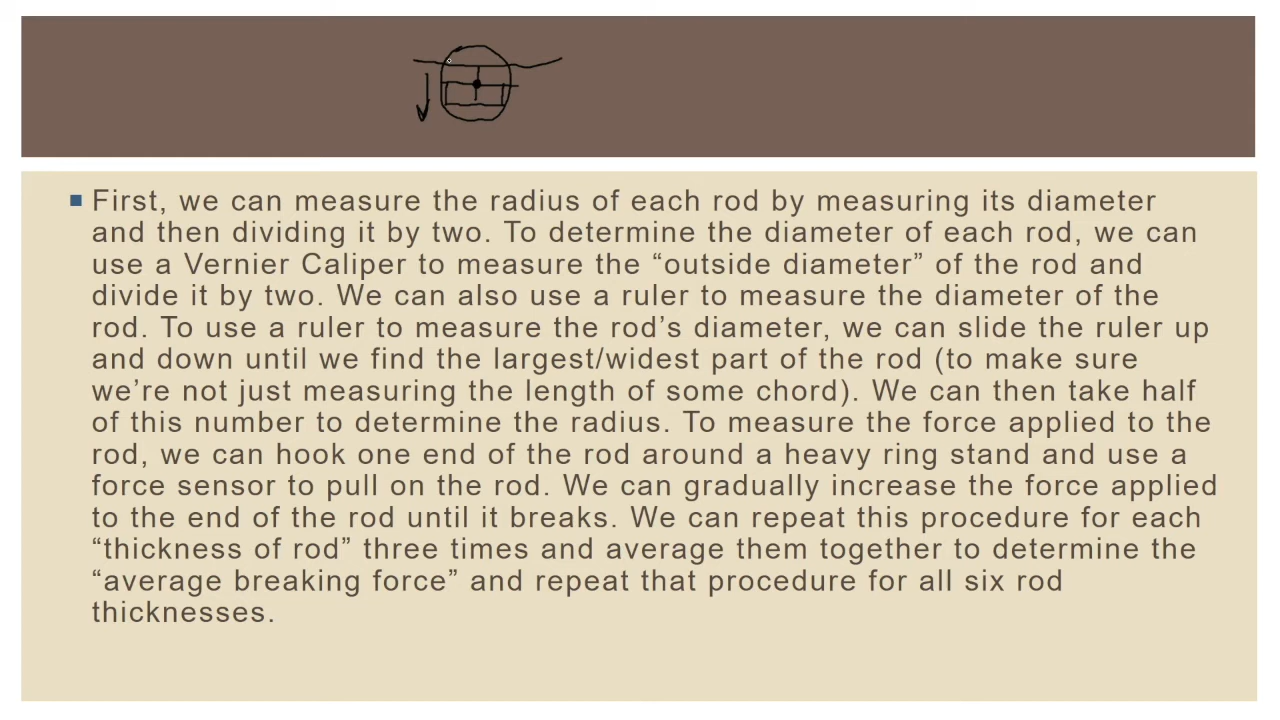 First, we can measure the radius of each rod by measuring its diameter
and then dividing it by two. To determine the diameter of each rod, we can
use a Vernier Caliper to measure the “outside diameter” of the rod and
divide it by two. We can also use a ruler to measure the diameter of the
rod. To use a ruler to measure the rod’s diameter, we can slide the ruler up
and down until we find the largest/widest part of the rod (to make sure
we’re not just measuring the length of some chord). We can then take half
of this number to determine the radius. To measure the force applied to the
rod, we can hook one end of the rod around a heavy ring stand and use a
force sensor to pull on the rod. We can gradually increase the force applied
to the end of the rod until it breaks. We can repeat this procedure for each
“thickness of rod” three times and average them together to determine the
“average breaking force” and repeat that procedure for all six rod
thicknesses.